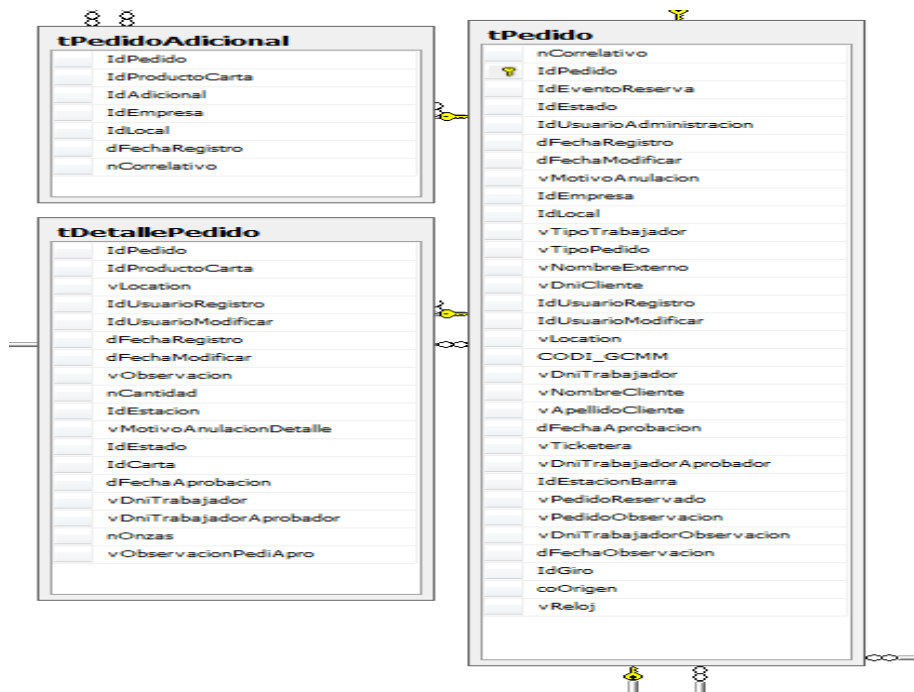 tPedidoAdicional
IdPedido
IdProductoCarta
IdAdicional
IdEmpresa
IdLocal
dFechaRegistro
nCorrelativo
tDetallePedido
IdPedido
IdProductoCarta
vLocation
IdUsuarioRegistro
IdUsuarioModificar
dFechaRegistro
dFechaModificar
vObservacion
nCantidad
IdEstacion
vMotivoAnulacionDetalle
IdEstado
IdCarta
dFechaAprobacion
vDniTrabajador
vDniTrabajadorAprobador
nOnzas
vObservacionPediApro
tPedido
nCorrelativo
IdPedido
IdEventoReserva
IdEstado
IdUsuarioAdministracion
dFechaRegistro
dFechaModificar
vMotivoAnulacion
IdEmpresa
IdLocal
vTipoTrabajador
vTipoPedido
vNombreExterno
vDniCliente
IdUsuarioRegistro
IdUsuarioModificar
vLocation
CODI_GCMM
vDniTrabajador
vNombreCliente
vApellidoCliente
dFechaAprobacion
vTicketera
vDniTrabajadorAprobador
IdEstacionBarra
vPedidoReservado
vPedidoObservacion
vDniTrabajadorObservacion
dFechaObservacion
IdGiro
coOrigen
vReloj